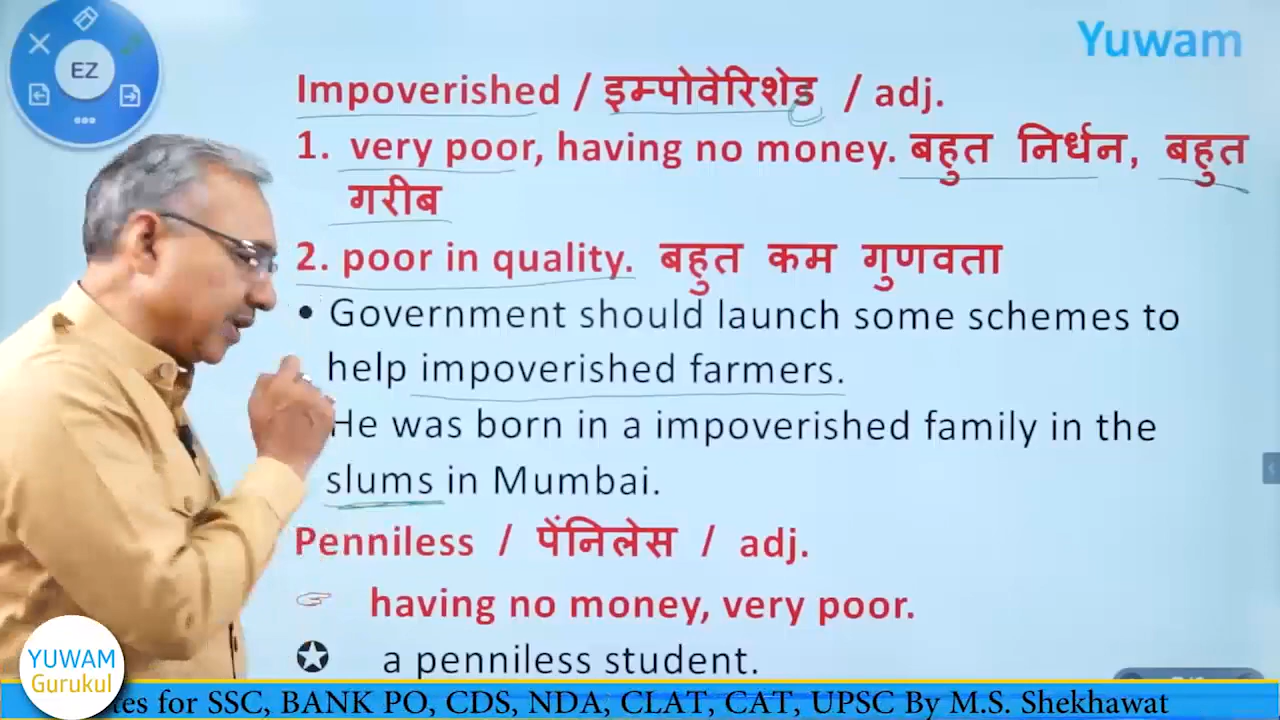 Yuwam
EZ
Impoverished / इम्पोवेरिशेड / adj.
1. very poor, having no money. बहुत निर्धन, बहुत
गरीब
2. poor in quality. बहुत कम गुणवता
• Government should launch some schemes to
help impoverished farmers.
He was born in a impoverished family in the
slums in Mumbai.
Penniless / पेंनिलेस / adj.
☞ having no money, very poor.
✪ a penniless student.
YUWAM
Gurukul
for SSC, BANK PO, CDS, NDA, CLAT, CAT, UPSC By M.S. Shekhawat